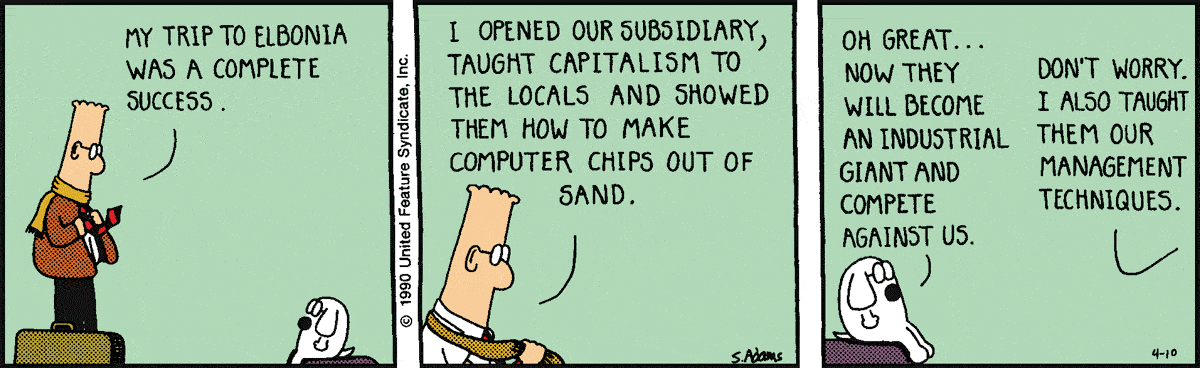 MY TRIP TO ELBONIA
WAS A COMPLETE
SUCCESS.
© 1990 United Feature Syndicate, Inc.
I OPENED OUR SUBSIDIARY,
TAUGHT CAPITALISM TO
THE LOCALS AND SHOWED
THEM HOW TO MAKE
COMPUTER CHIPS OUT OF
SAND.
S.Adams
OH GREAT...
NOW THEY
WILL BECOME
AN INDUSTRIAL
GIANT AND
COMPETE
AGAINST US.
DON'T WORRY.
I ALSO TAUGHT
THEM OUR
MANAGEMENT
TECHNIQUES.
4-10